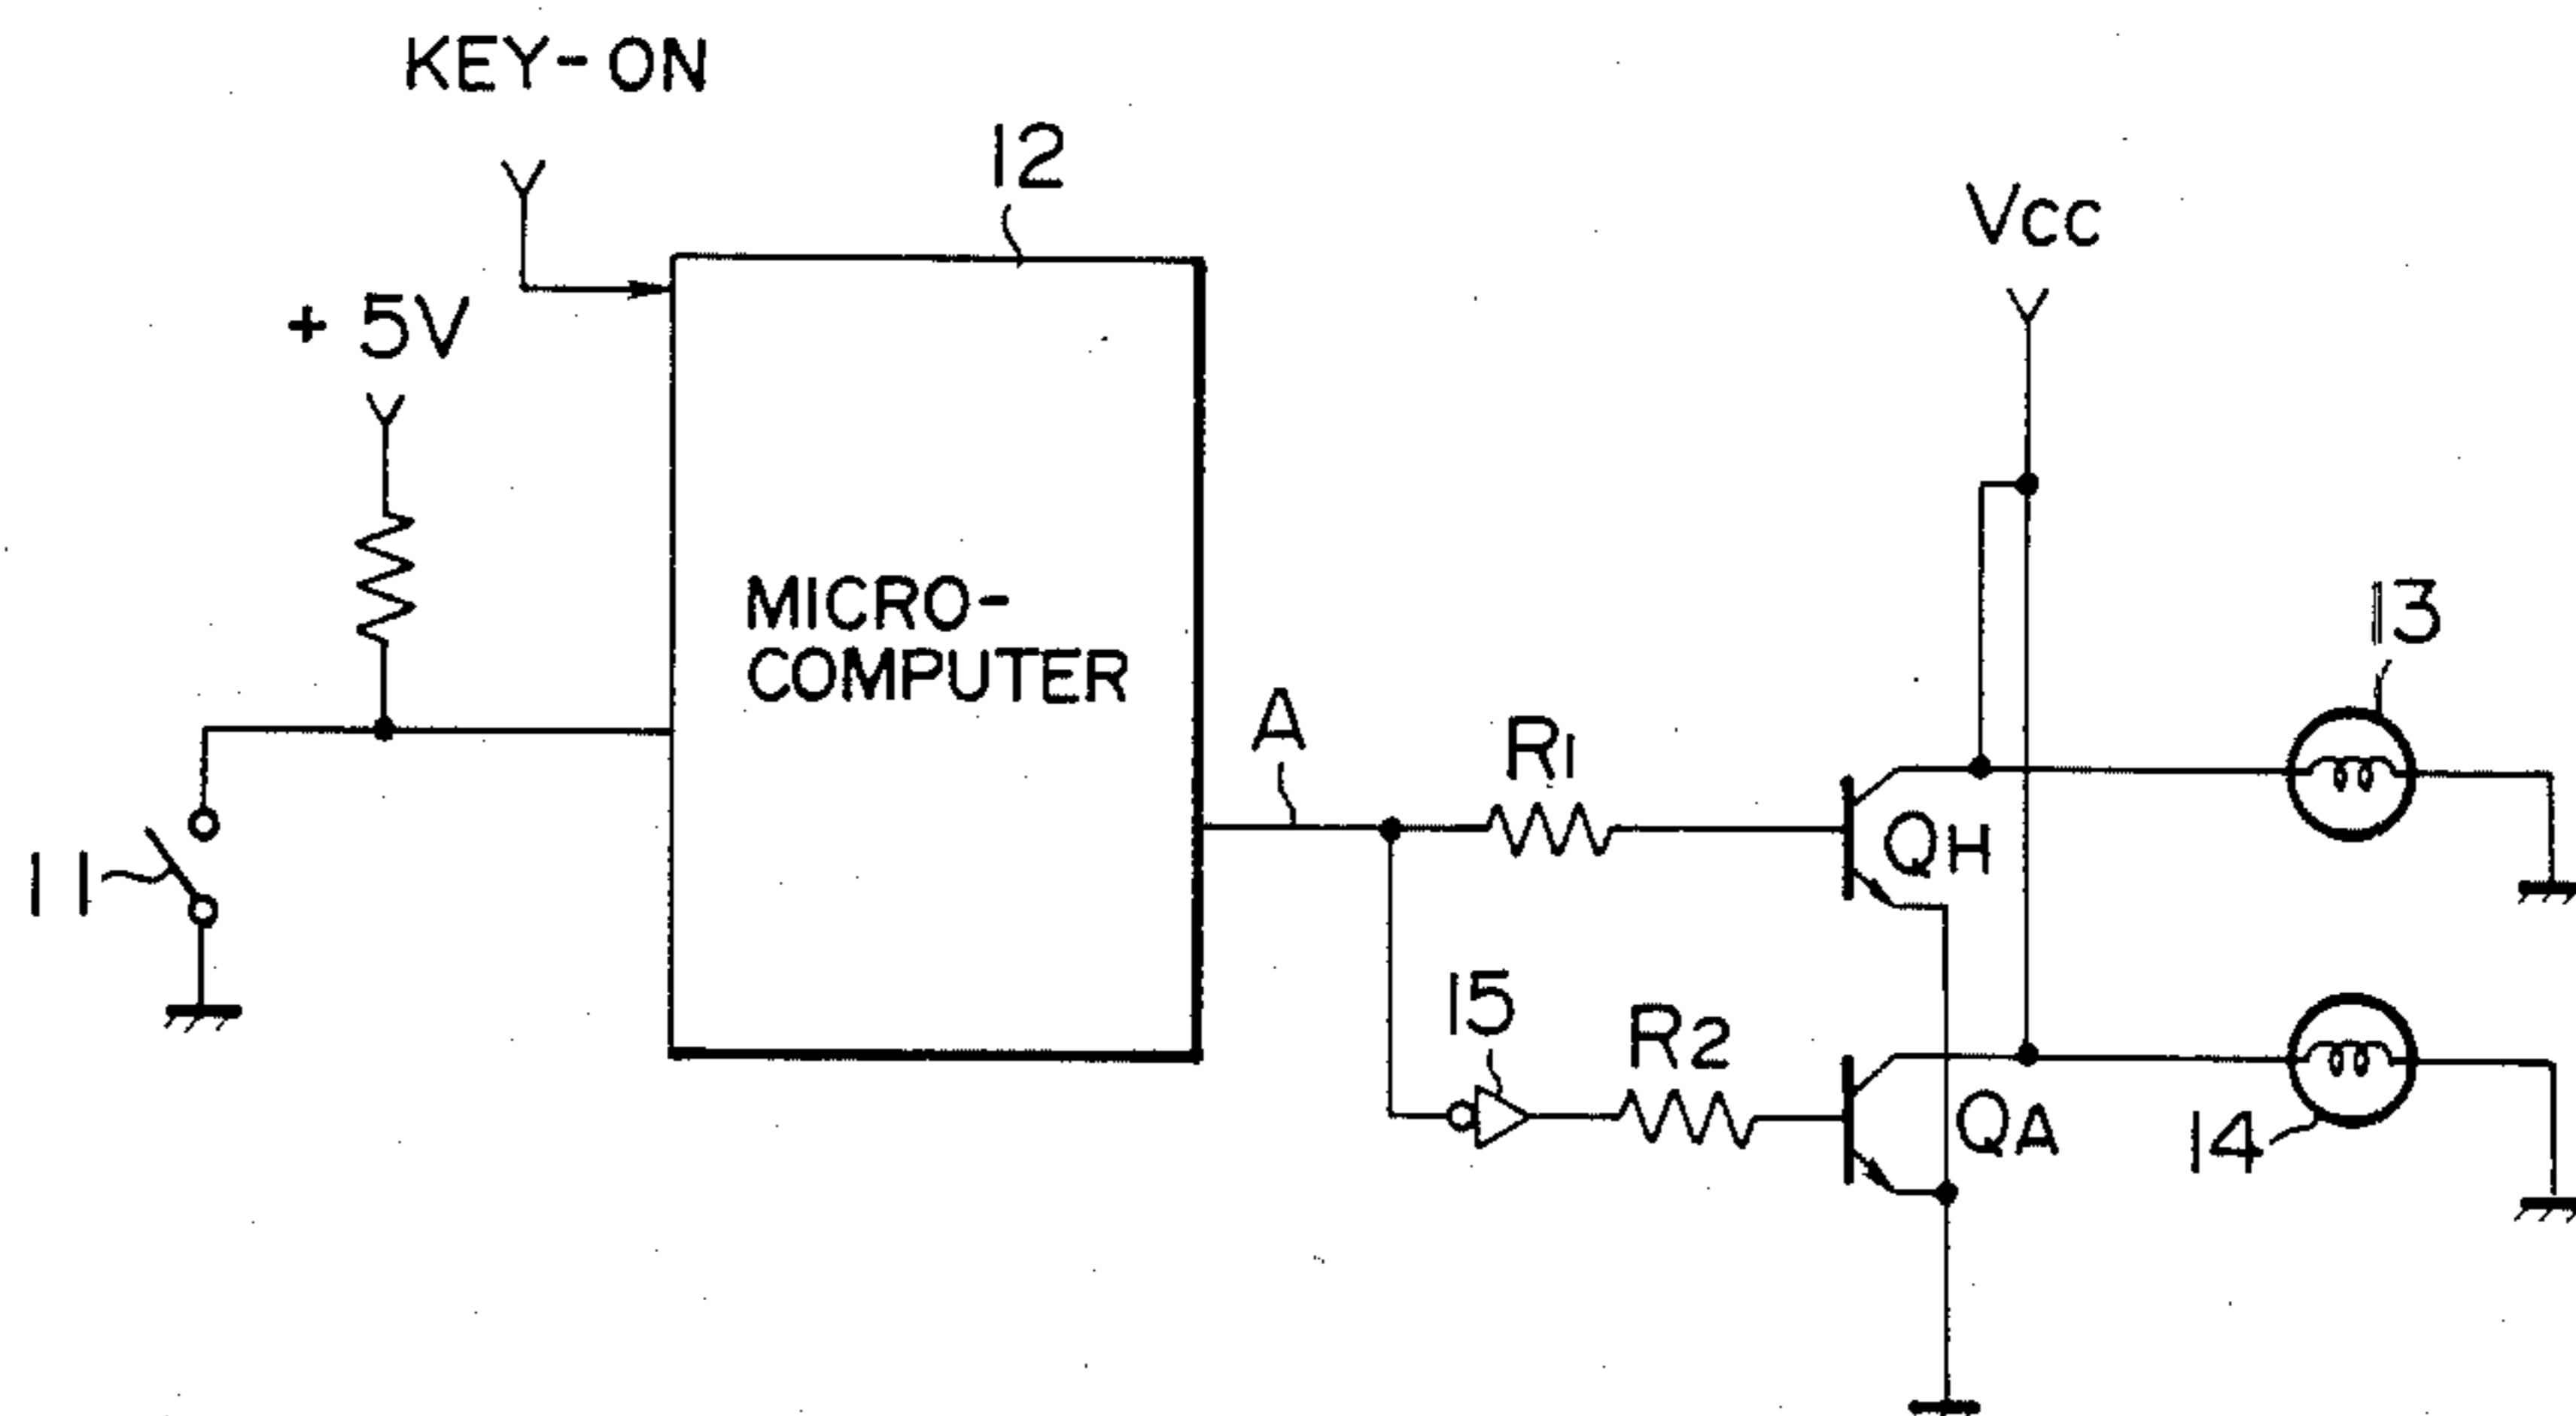 KEY-ON
12
Vcc
+5V
13
MICRO-
COMPUTER
A
R1
QH
11
15
R2
QA
14